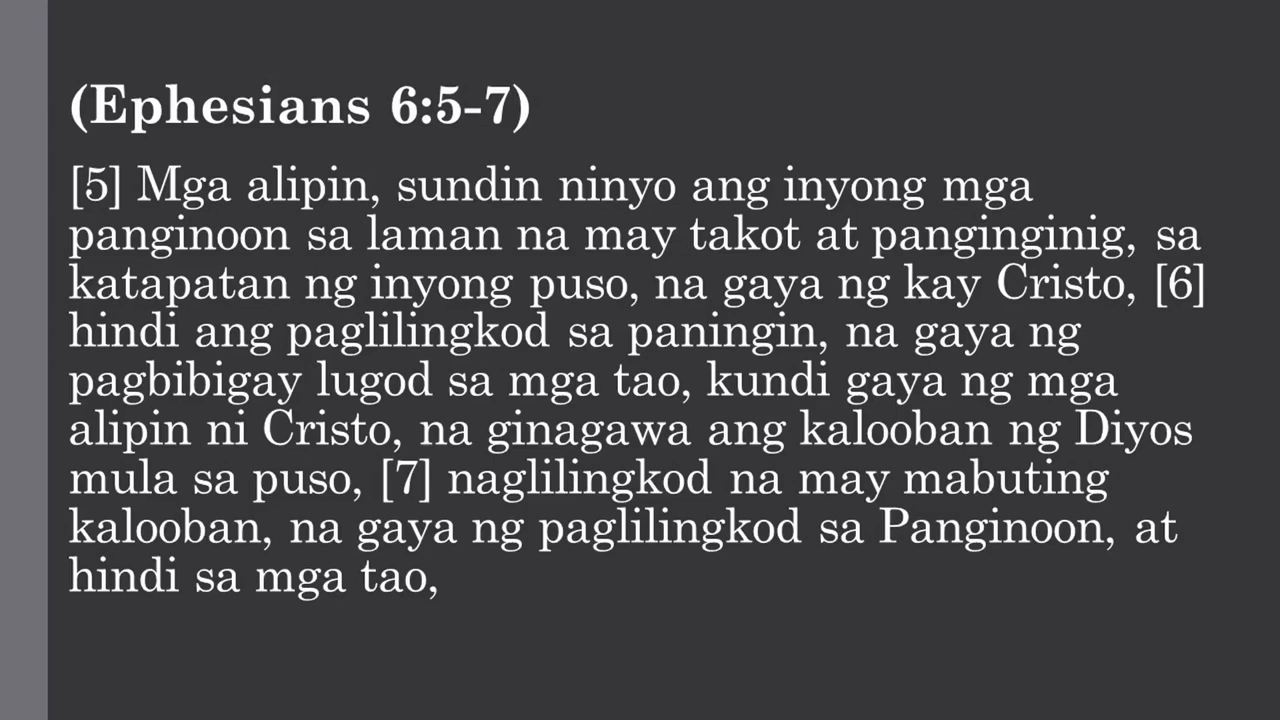 (Ephesians 6:5-7)
[5] Mga alipin, sundin ninyo ang inyong mga
panginoon sa laman na may takot at panginginig, sa
katapatan ng inyong puso, na gaya ng kay Cristo, [6]
hindi ang paglilingkod sa paningin, na gaya ng
pagbibigay lugod sa mga tao, kundi gaya ng mga
alipin ni Cristo, na ginagawa ang kalooban ng Diyos
mula sa puso, [7] naglilingkod na may mabuting
kalooban, na gaya ng paglilingkod sa Panginoon, at
hindi sa mga tao,